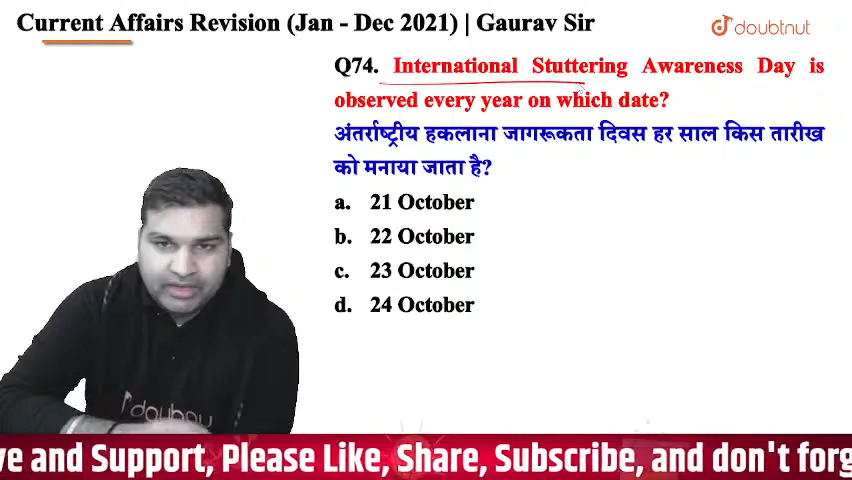 Current Affairs Revision (Jan - Dec 2021) | Gaurav Sir
doubtnut
Q74. International Stuttering Awareness Day is
observed every year on which date?
अंतर्राष्ट्रीय हकलाना जागरूकता दिवस हर साल किस तारीख
को मनाया जाता है?
a. 21 October
b. 22 October
c. 23 October
d. 24 October
doubtnut
ve and Support, Please Like, Share, Subscribe, and don't forg